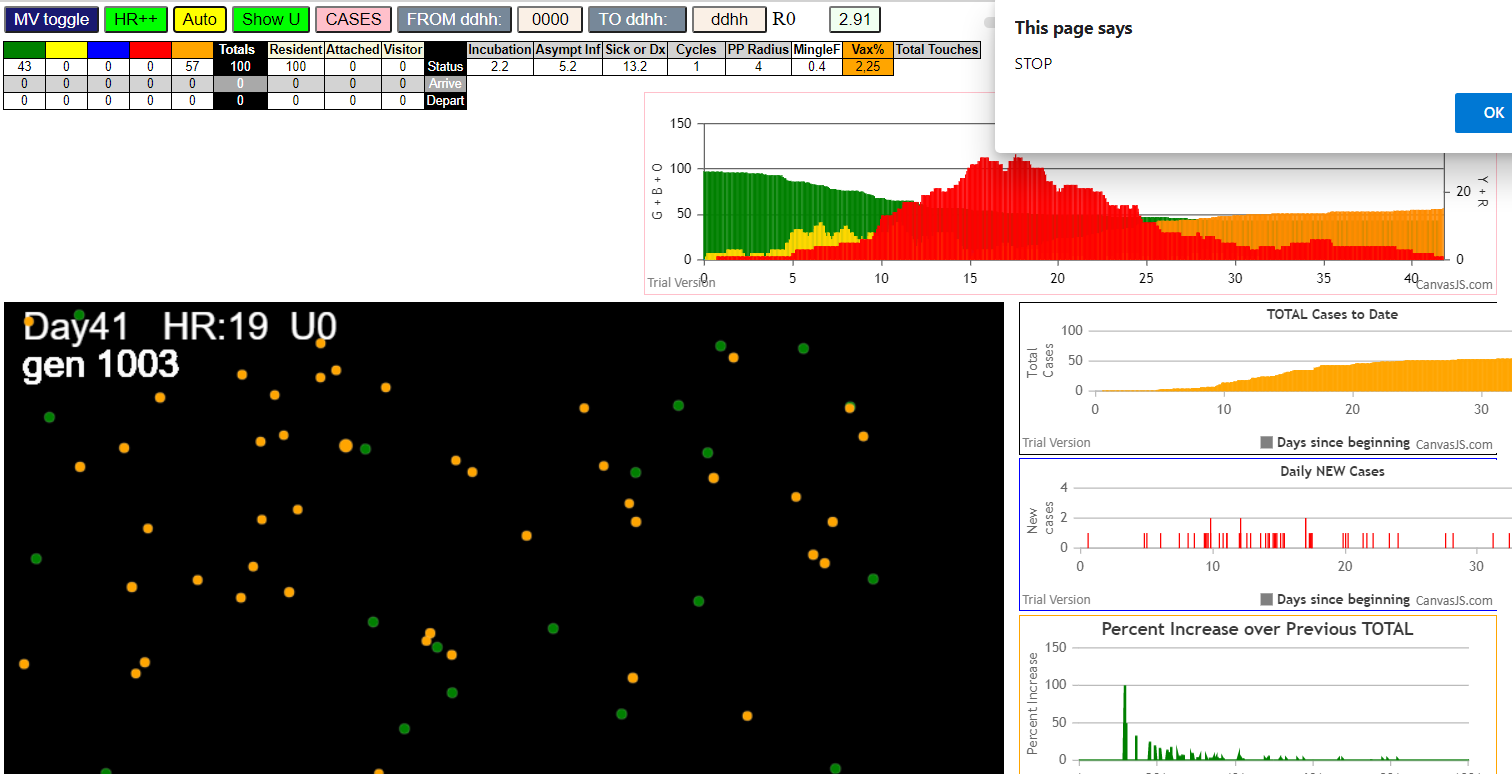 MV toggle HR++ Auto Show U CASES FROM ddhh: 0000 TO ddhh: ddhh R0 2.91
This page says
STOP
OK
Totals Resident Attached Visitor Incubation Asympt Inf Sick or Dx Cycles PP Radius MingleF Vax% Total Touches
43 0 0 0 57 100 100 0 0 Status 2.2 5.2 13.2 1 4 0.4 2,25
0 0 0 0 0 0 0 0 0 Arrive
0 0 0 0 0 0 0 0 0 Depart
150
100
50
0
G + B + O
20
0
Y + R
0 5 10 15 20 25 30 35 40
Trial Version CanvasJS.com
Day41 HR:19 U0
gen 1003
TOTAL Cases to Date
100
50
0
Total
Cases
0 10 20 30
Days since beginning
Trial Version CanvasJS.com
Daily NEW Cases
4
2
0
New
cases
0 10 20 30
Days since beginning
Trial Version CanvasJS.com
Percent Increase over Previous TOTAL
150
100
50
0
Percent Increase